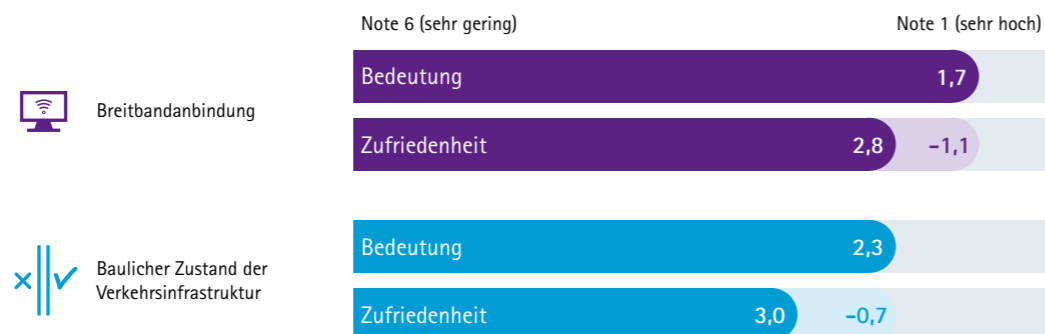 Note 6 (sehr gering) Note 1 (sehr hoch)
Bedeutung 1,7
Breitbandanbindung
Zufriedenheit 2,8 –1,1
Bedeutung 2,3
Baulicher Zustand der
Verkehrsinfrastruktur
Zufriedenheit 3,0 –0,7